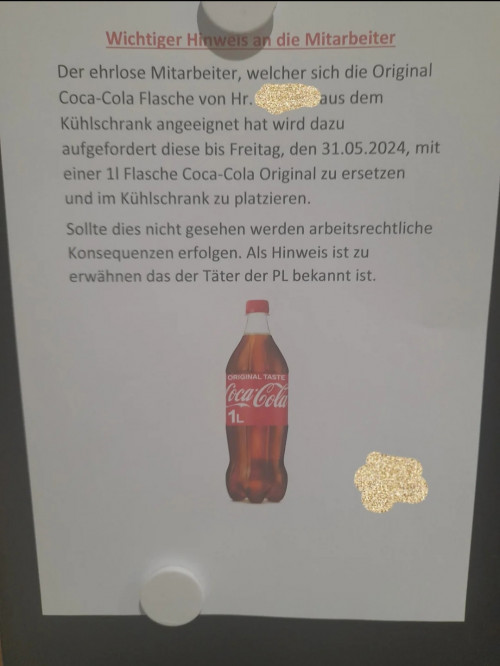 Wichtiger Hinweis an die Mitarbeiter
Der ehrlose Mitarbeiter, welcher sich die Original
Coca-Cola Flasche von Hr. aus dem
Kühlschrank angeeignet hat wird dazu
aufgefordert diese bis Freitag, den 31.05.2024, mit
einer 1l Flasche Coca-Cola Original zu ersetzen
und im Kühlschrank zu platzieren.
Sollte dies nicht gesehen werden arbeitsrechtliche
Konsequenzen erfolgen. Als Hinweis ist zu
erwähnen das der Täter der PL bekannt ist.
ORIGINAL TASTE
Coca-Cola
1L